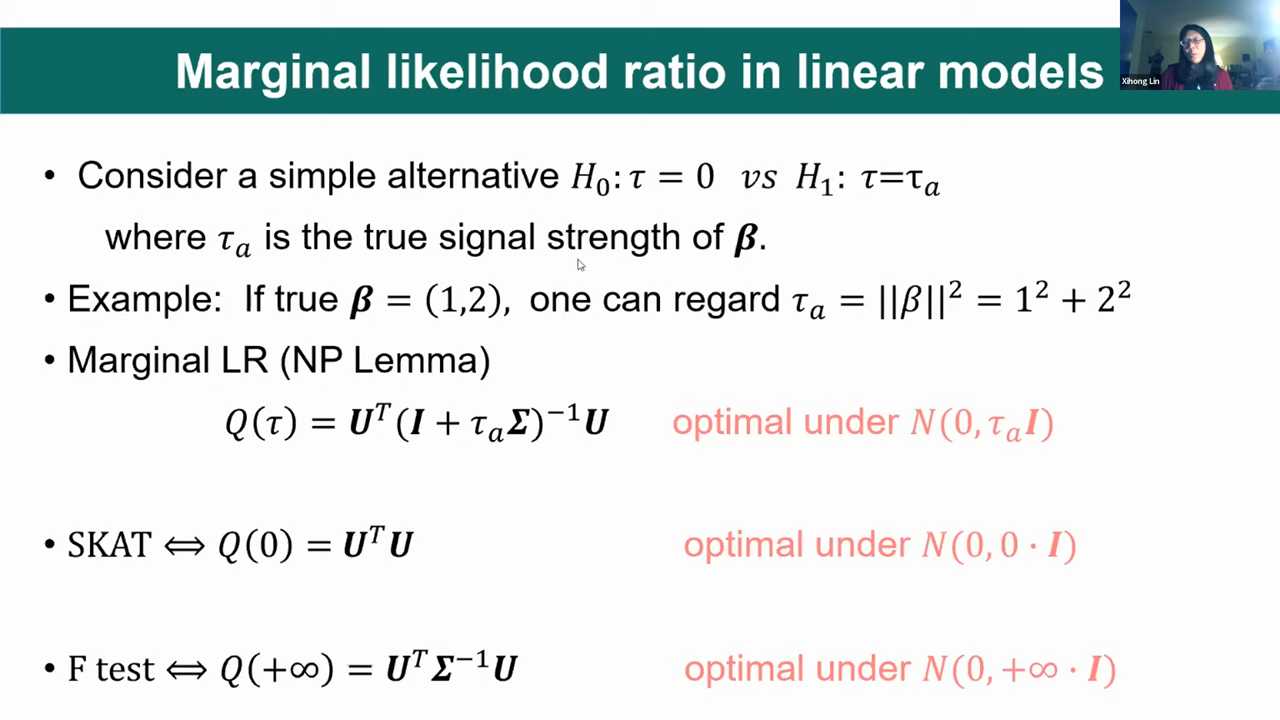 Marginal likelihood ratio in linear models
Xihong Lin
• Consider a simple alternative H₀: τ = 0 vs H₁: τ=τₐ
where τₐ is the true signal strength of β.
• Example: If true β = (1,2), one can regard τₐ = ||β||² = 1² + 2²
• Marginal LR (NP Lemma)
Q(τ) = Uᵀ(I + τₐΣ)⁻¹U optimal under N(0, τₐI)
• SKAT ⟺ Q(0) = UᵀU optimal under N(0, 0 · I)
• F test ⟺ Q(+∞) = UᵀΣ⁻¹U optimal under N(0, +∞ · I)